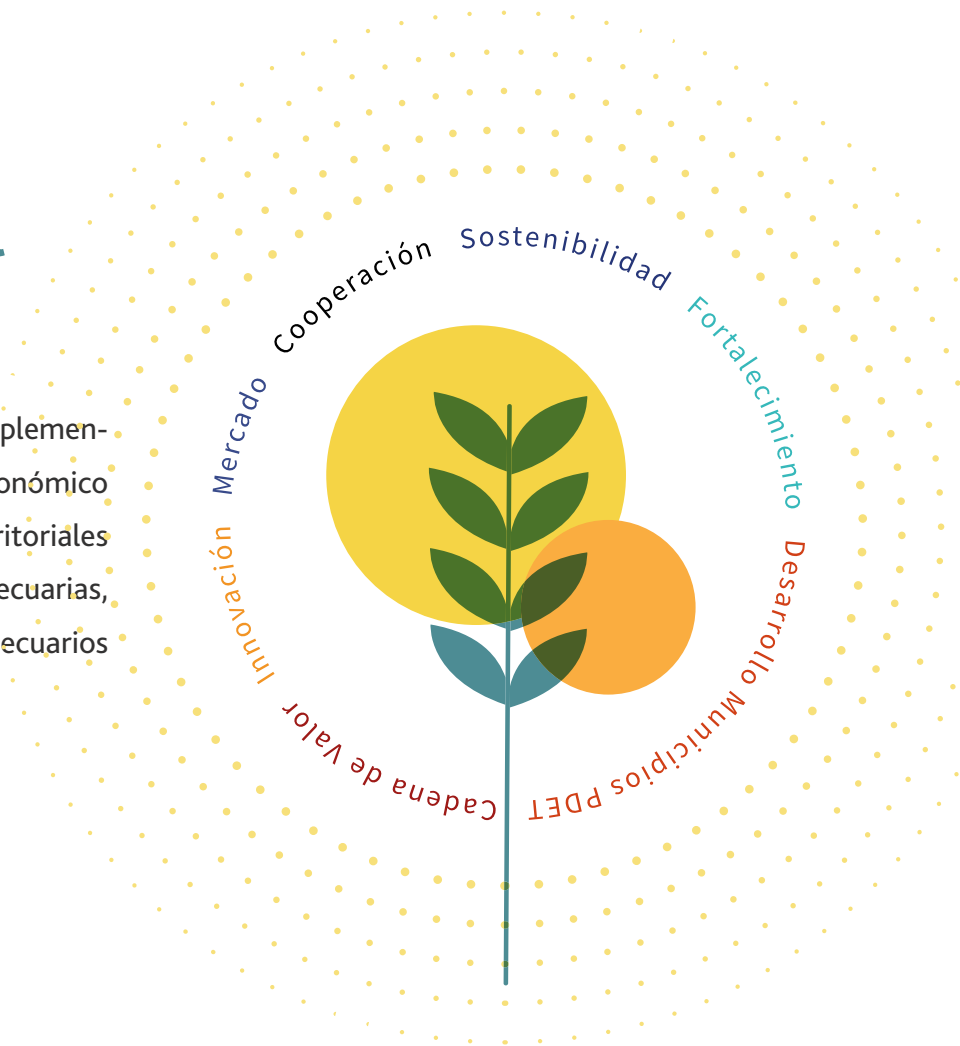 plemen-
onómico
ritoriales
ecuarias,
ecuarios
Cooperación
Sostenibilidad
Fortalecimiento
Desarrollo Municipios PDET
Cadena de Valor
Innovación
Mercado